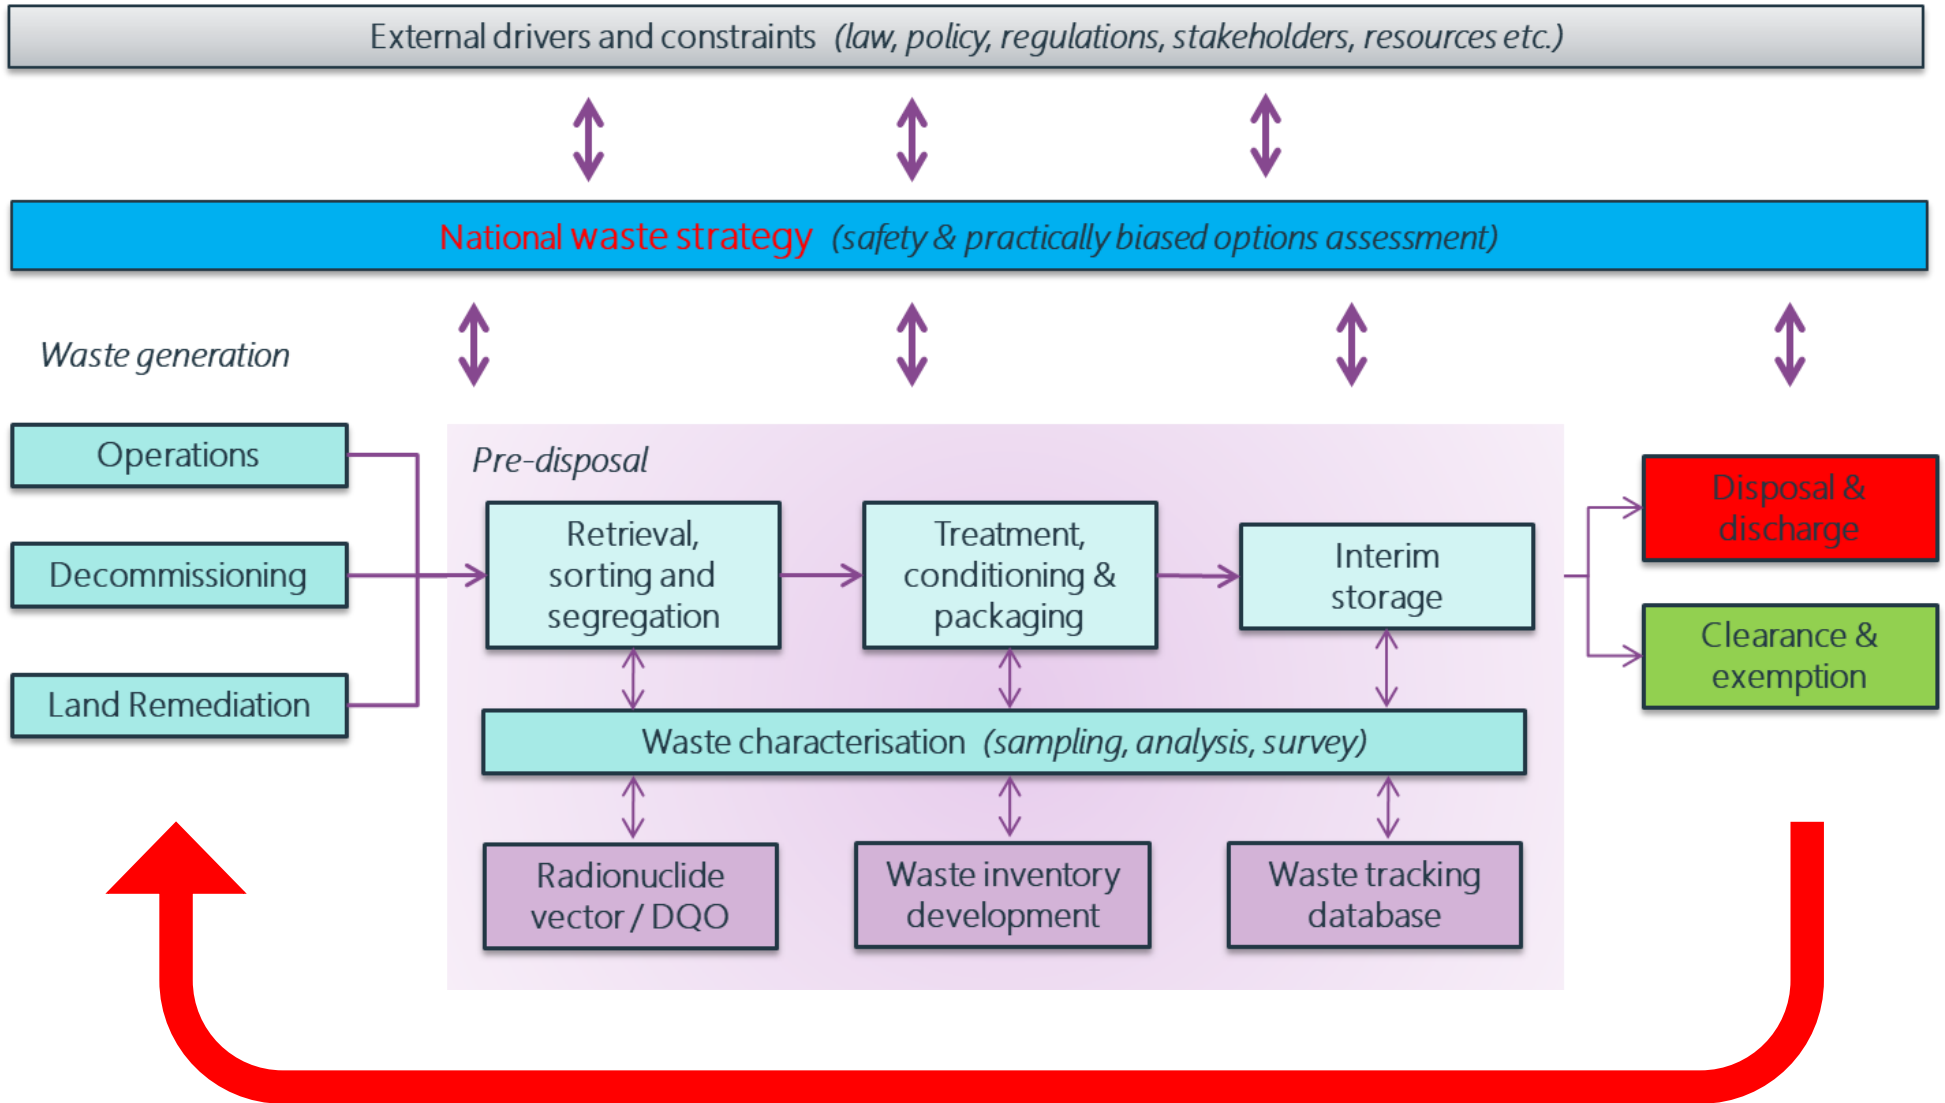 External drivers and constraints (law, policy, regulations, stakeholders, resources etc.)
National waste strategy (safety & practically biased options assessment)
Waste generation
Operations
Decommissioning
Land Remediation
Pre-disposal
Retrieval,
sorting and
segregation
Treatment,
conditioning &
packaging
Interim
storage
Waste characterisation (sampling, analysis, survey)
Radionuclide
vector / DQO
Waste inventory
development
Waste tracking
database
Disposal &
discharge
Clearance &
exemption